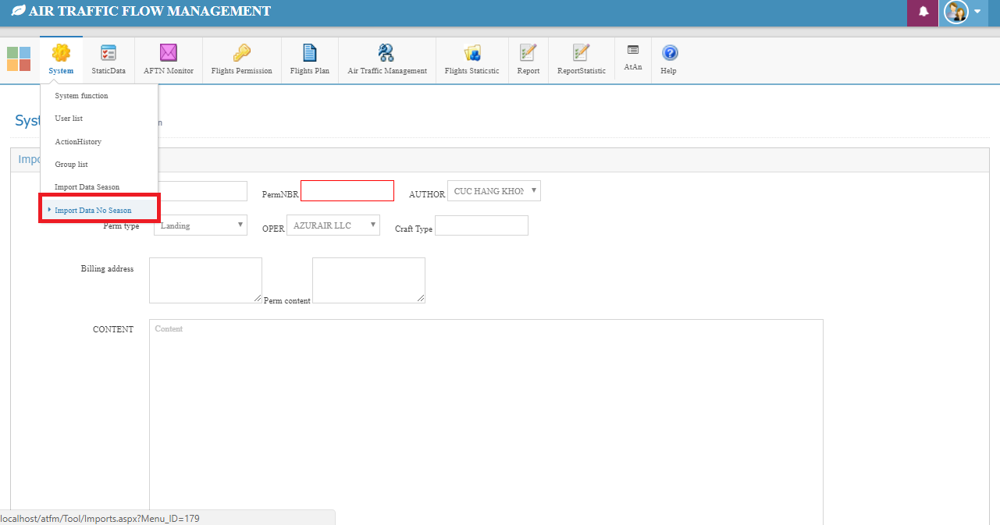 AIR TRAFFIC FLOW MANAGEMENT
System
StaticData
AFTN Monitor
Flights Permission
Flights Plan
Air Traffic Management
Flights Staticstic
Report
ReportStatistic
AtAn
Help
System function
User list
ActionHistory
Group list
Import Data Season
Import Data No Season
Syst
n
Impo
PermNBR
AUTHOR
CUC HANG KHON
Perm type
Landing
OPER
AZURAIR LLC
Craft Type
Billing address
Perm content
CONTENT
Content
localhost/atfm/Tool/Imports.aspx?Menu_ID=179